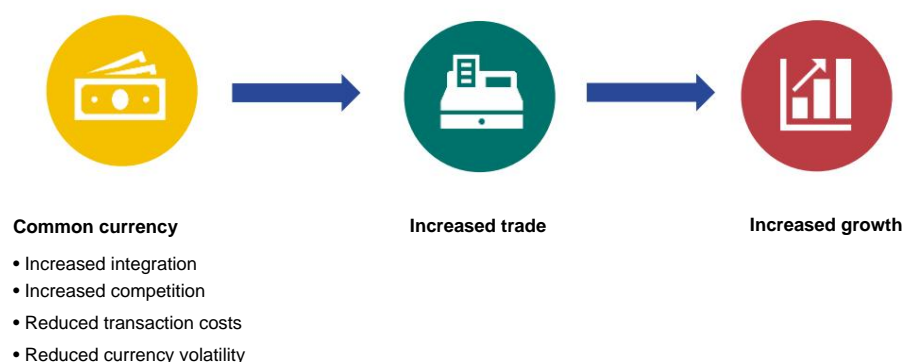 Common currency
Increased trade
Increased growth
• Increased integration
• Increased competition
• Reduced transaction costs
• Reduced currency volatility